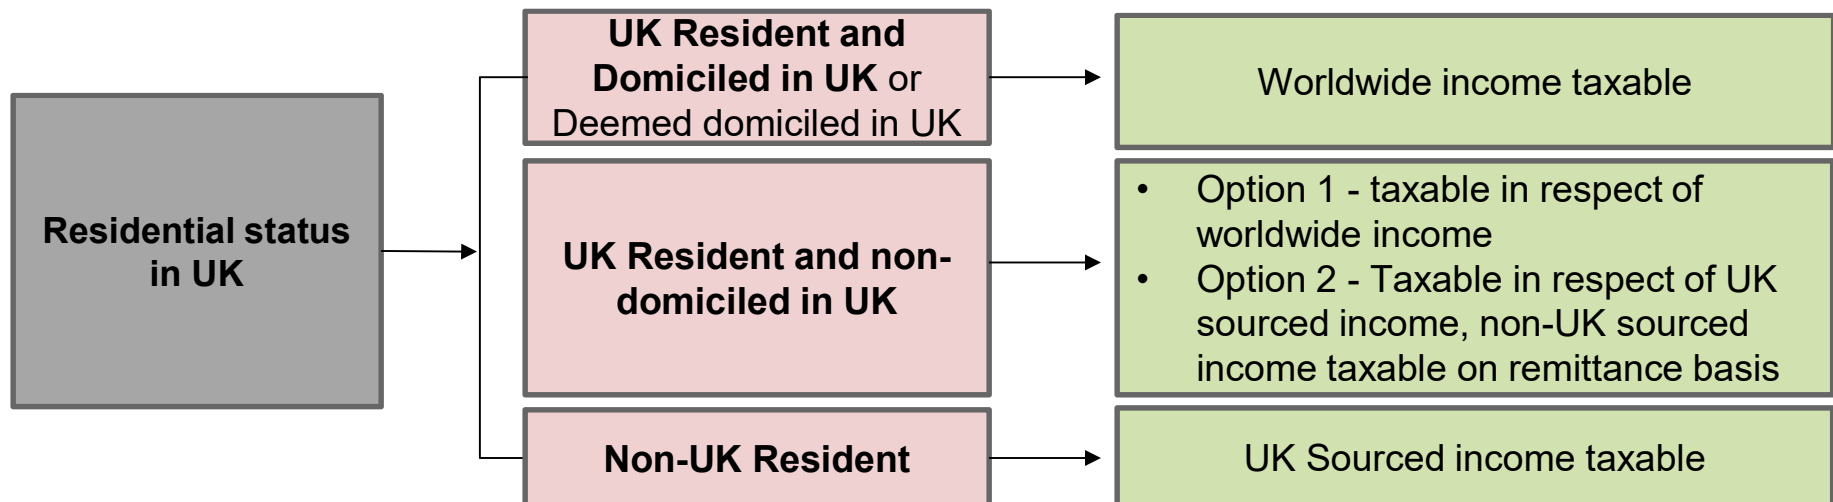 Residential status
in UK
UK Resident and
Domiciled in UK or
Deemed domiciled in UK
Worldwide income taxable
UK Resident and non-
domiciled in UK
• Option 1 - taxable in respect of
worldwide income
• Option 2 - Taxable in respect of UK
sourced income, non-UK sourced
income taxable on remittance basis
Non-UK Resident
UK Sourced income taxable